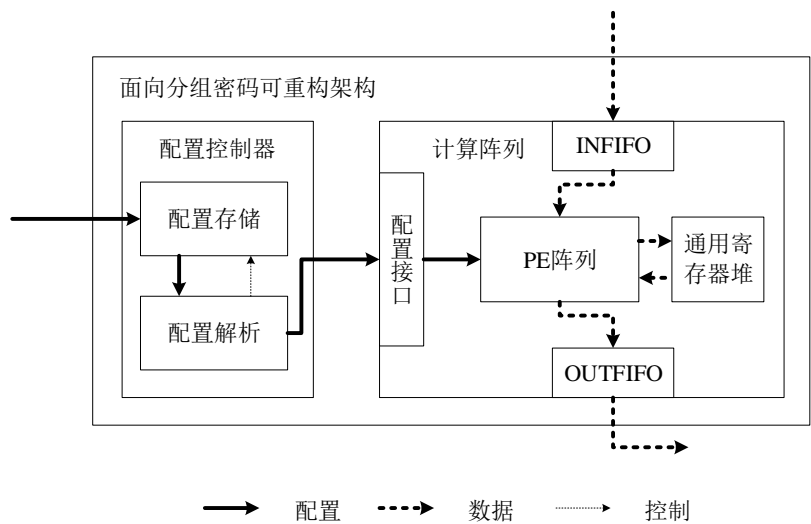 面向分组密码可重构架构
配置控制器
配置存储
配置解析
计算阵列
INFIFO
配置接口
PE阵列
通用寄
存器堆
OUTFIFO
配置
数据
控制